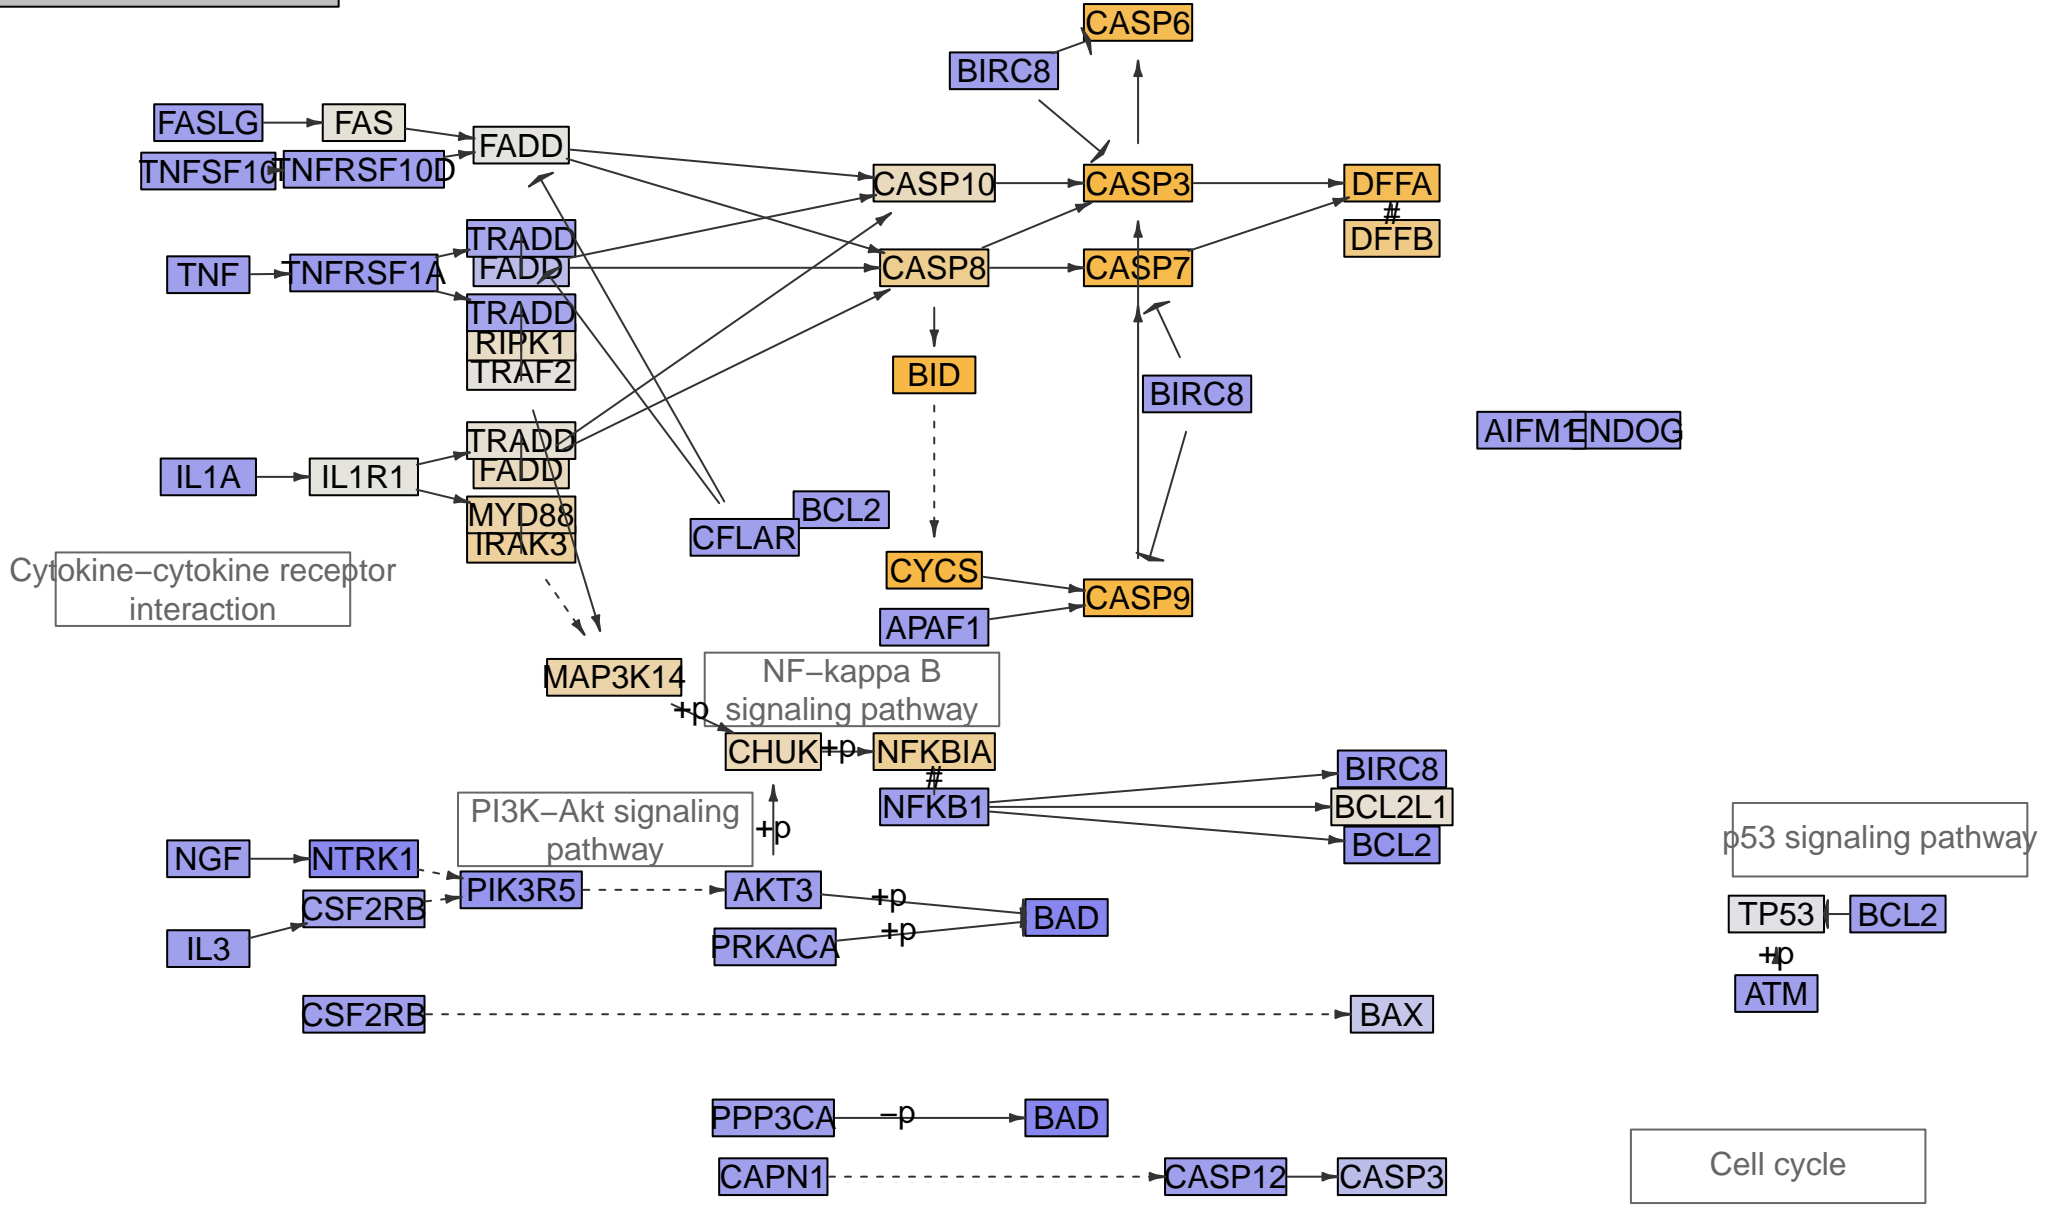 CASP6
BIRC8
FASLG
FAS
FADD
TNFSF10
TNFRSF10D
CASP10
CASP3
DFFA
#
DFFB
TRADD
FADD
TNF
TNFRSF1A
CASP8
CASP7
TRADD
RIPK1
TRAF2
BID
BIRC8
AIFM1
ENDOG
TRADD
FADD
IL1A
IL1R1
MYD88
IRAK3
BCL2
CFLAR
Cytokine–cytokine receptor
interaction
CYCS
CASP9
APAF1
MAP3K14
NF–kappa B
signaling pathway
+p
CHUK
+p
NFKBIA
#
NFKB1
BIRC8
BCL2L1
BCL2
PI3K–Akt signaling
pathway
+p
p53 signaling pathway
NGF
NTRK1
PIK3R5
CSF2RB
IL3
AKT3
+p
PRKACA
+p
BAD
TP53
BCL2
+p
ATM
CSF2RB
BAX
PPP3CA
–p
BAD
CAPN1
CASP12
CASP3
Cell cycle